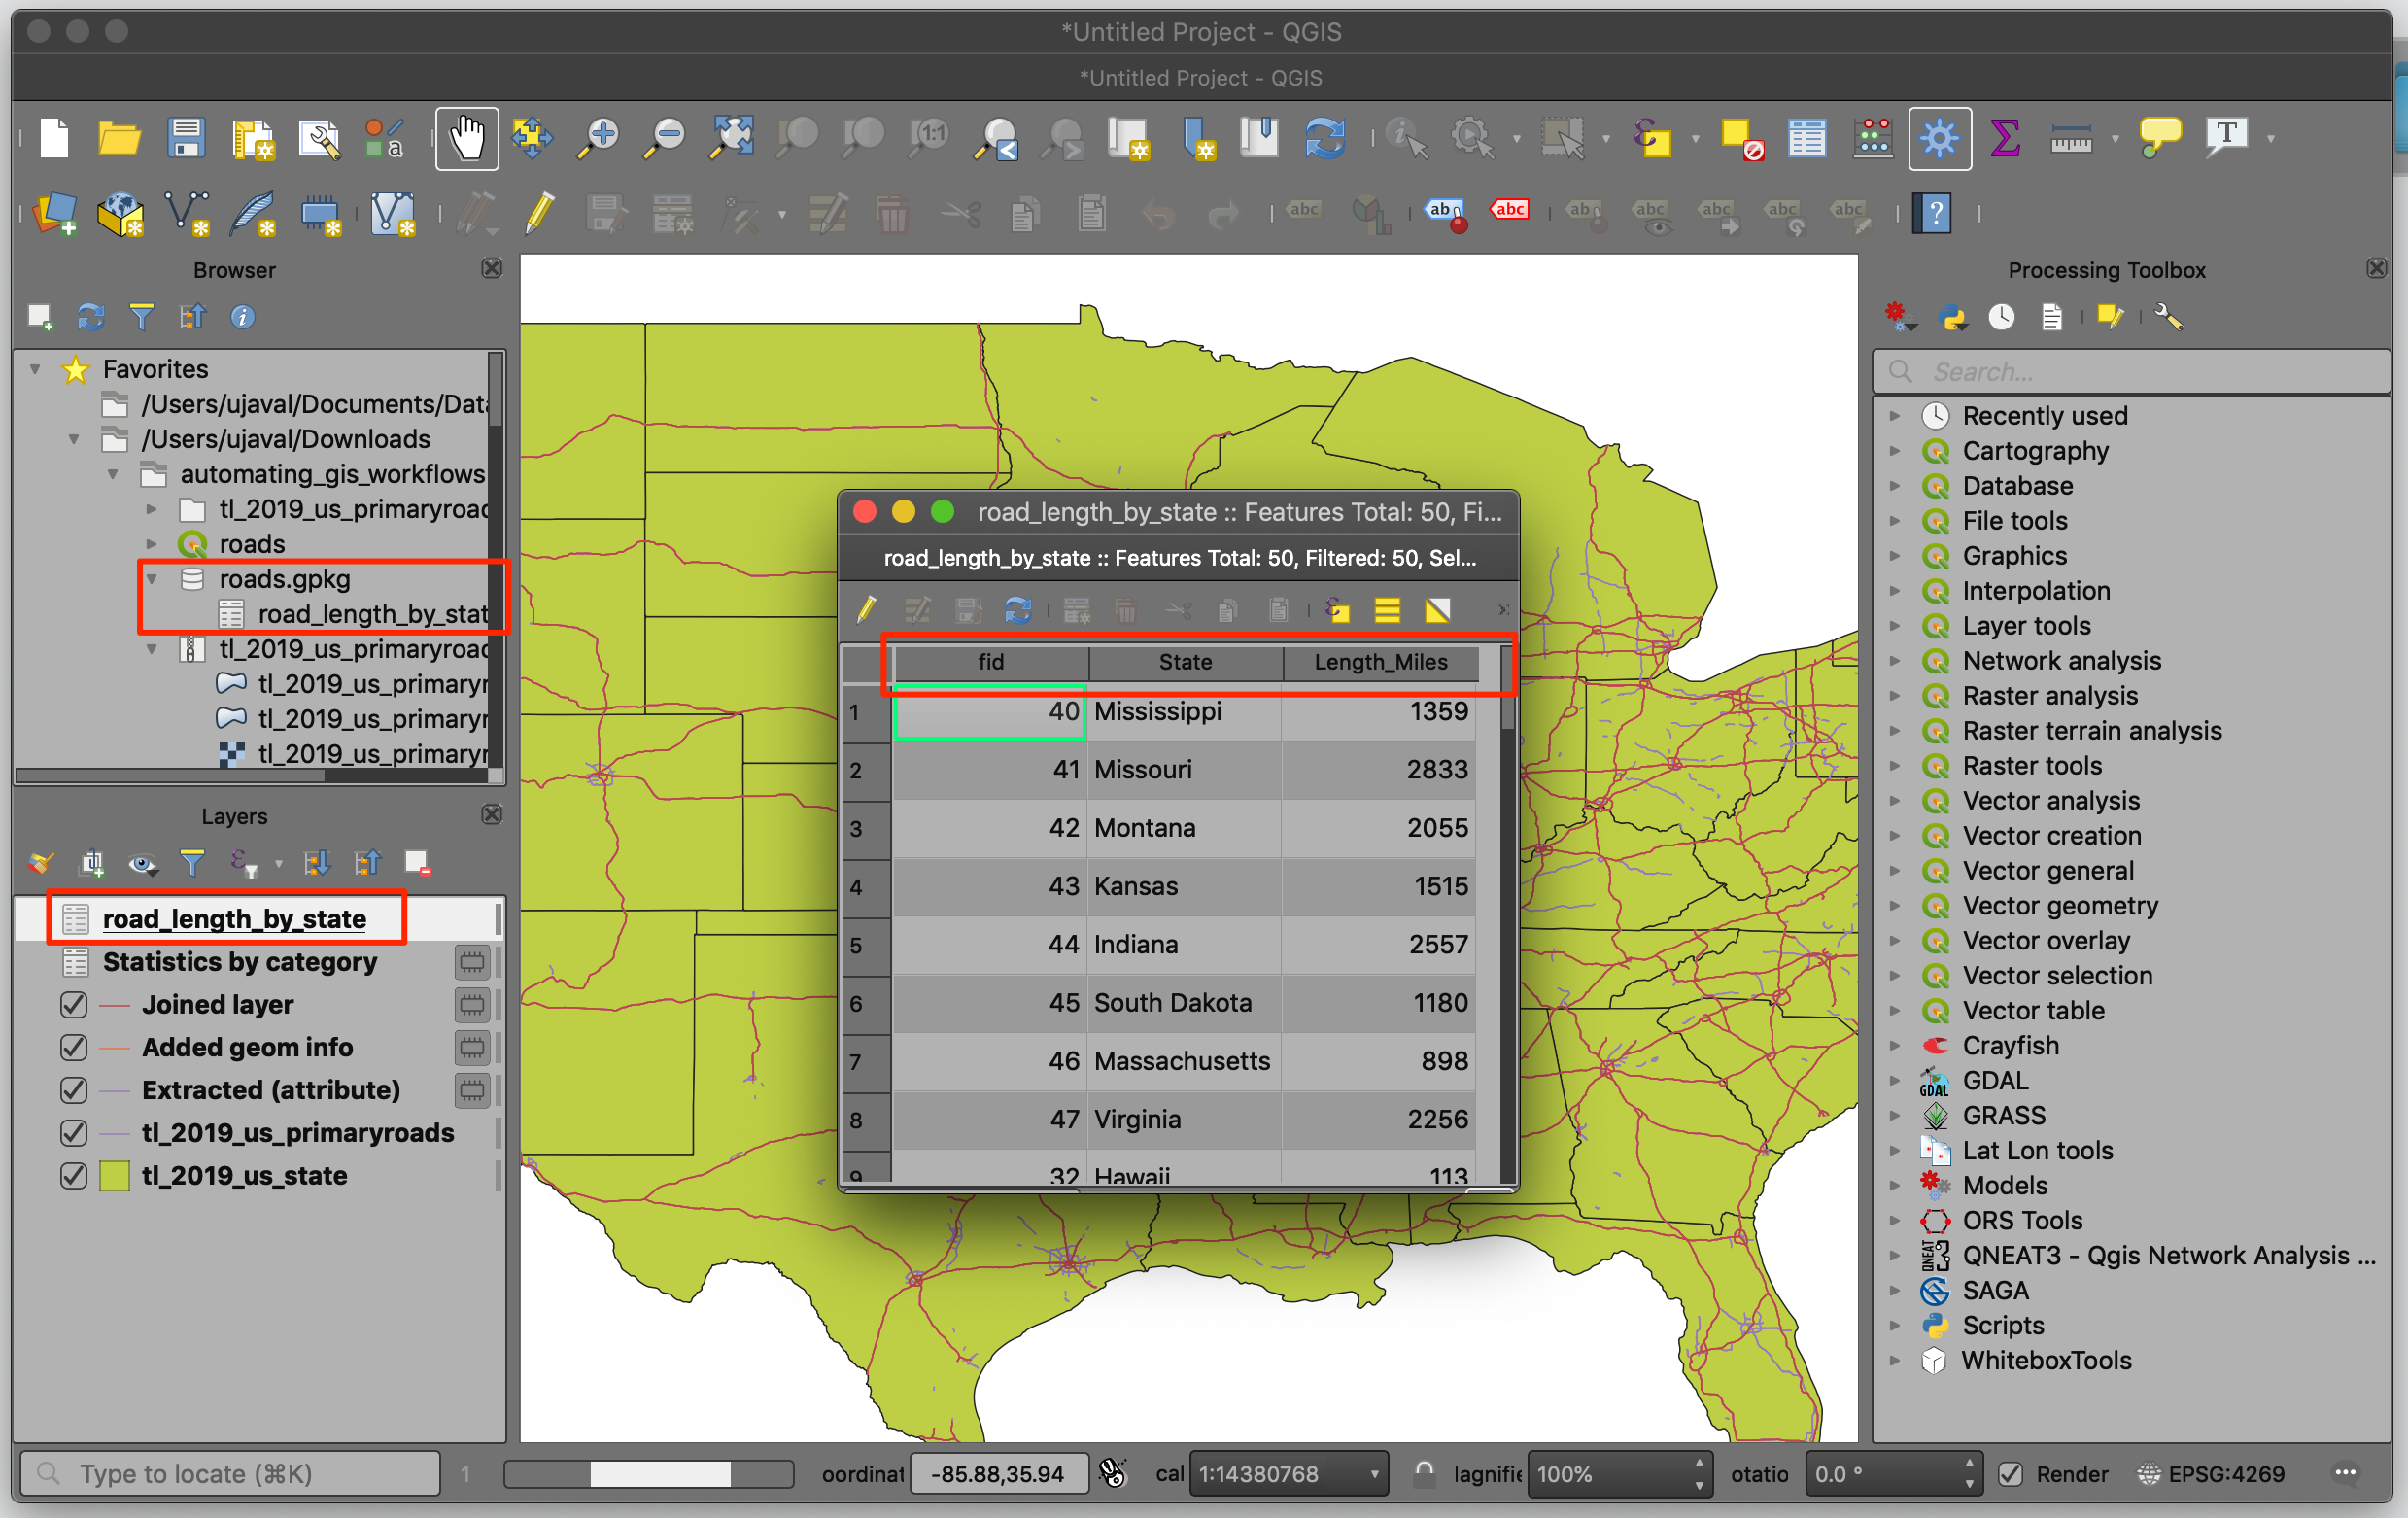 *Untitled Project - QGIS
*Untitled Project - QGIS
Browser
Favorites
/Users/ujaval/Documents/Data
/Users/ujaval/Downloads
automating_gis_workflows
tl_2019_us_primaryroad
roads
roads.gpkg
road_length_by_stat
tl_2019_us_primaryroad
tl_2019_us_primaryr
tl_2019_us_primaryr
tl_2019_us_primaryr
Layers
road_length_by_state
Statistics by category
Joined layer
Added geom info
Extracted (attribute)
tl_2019_us_primaryroads
tl_2019_us_state
road_length_by_state :: Features Total: 50, Fi...
road_length_by_state :: Features Total: 50, Filtered: 50, Sel...
fid State Length_Miles
1 40 Mississippi 1359
2 41 Missouri 2833
3 42 Montana 2055
4 43 Kansas 1515
5 44 Indiana 2557
6 45 South Dakota 1180
7 46 Massachusetts 898
8 47 Virginia 2256
9 32 Hawaii 113
Processing Toolbox
Search...
Recently used
Cartography
Database
File tools
Graphics
Interpolation
Layer tools
Network analysis
Raster analysis
Raster terrain analysis
Raster tools
Vector analysis
Vector creation
Vector general
Vector geometry
Vector overlay
Vector selection
Vector table
Crayfish
GDAL
GRASS
Lat Lon tools
Models
ORS Tools
QNEAT3 - Qgis Network Analysis ...
SAGA
Scripts
WhiteboxTools
Type to locate (⌘K) 1 oordinat -85.88,35.94 cal 1:14380768 lagnifie 100% otatio 0.0 ° Render EPSG:4269